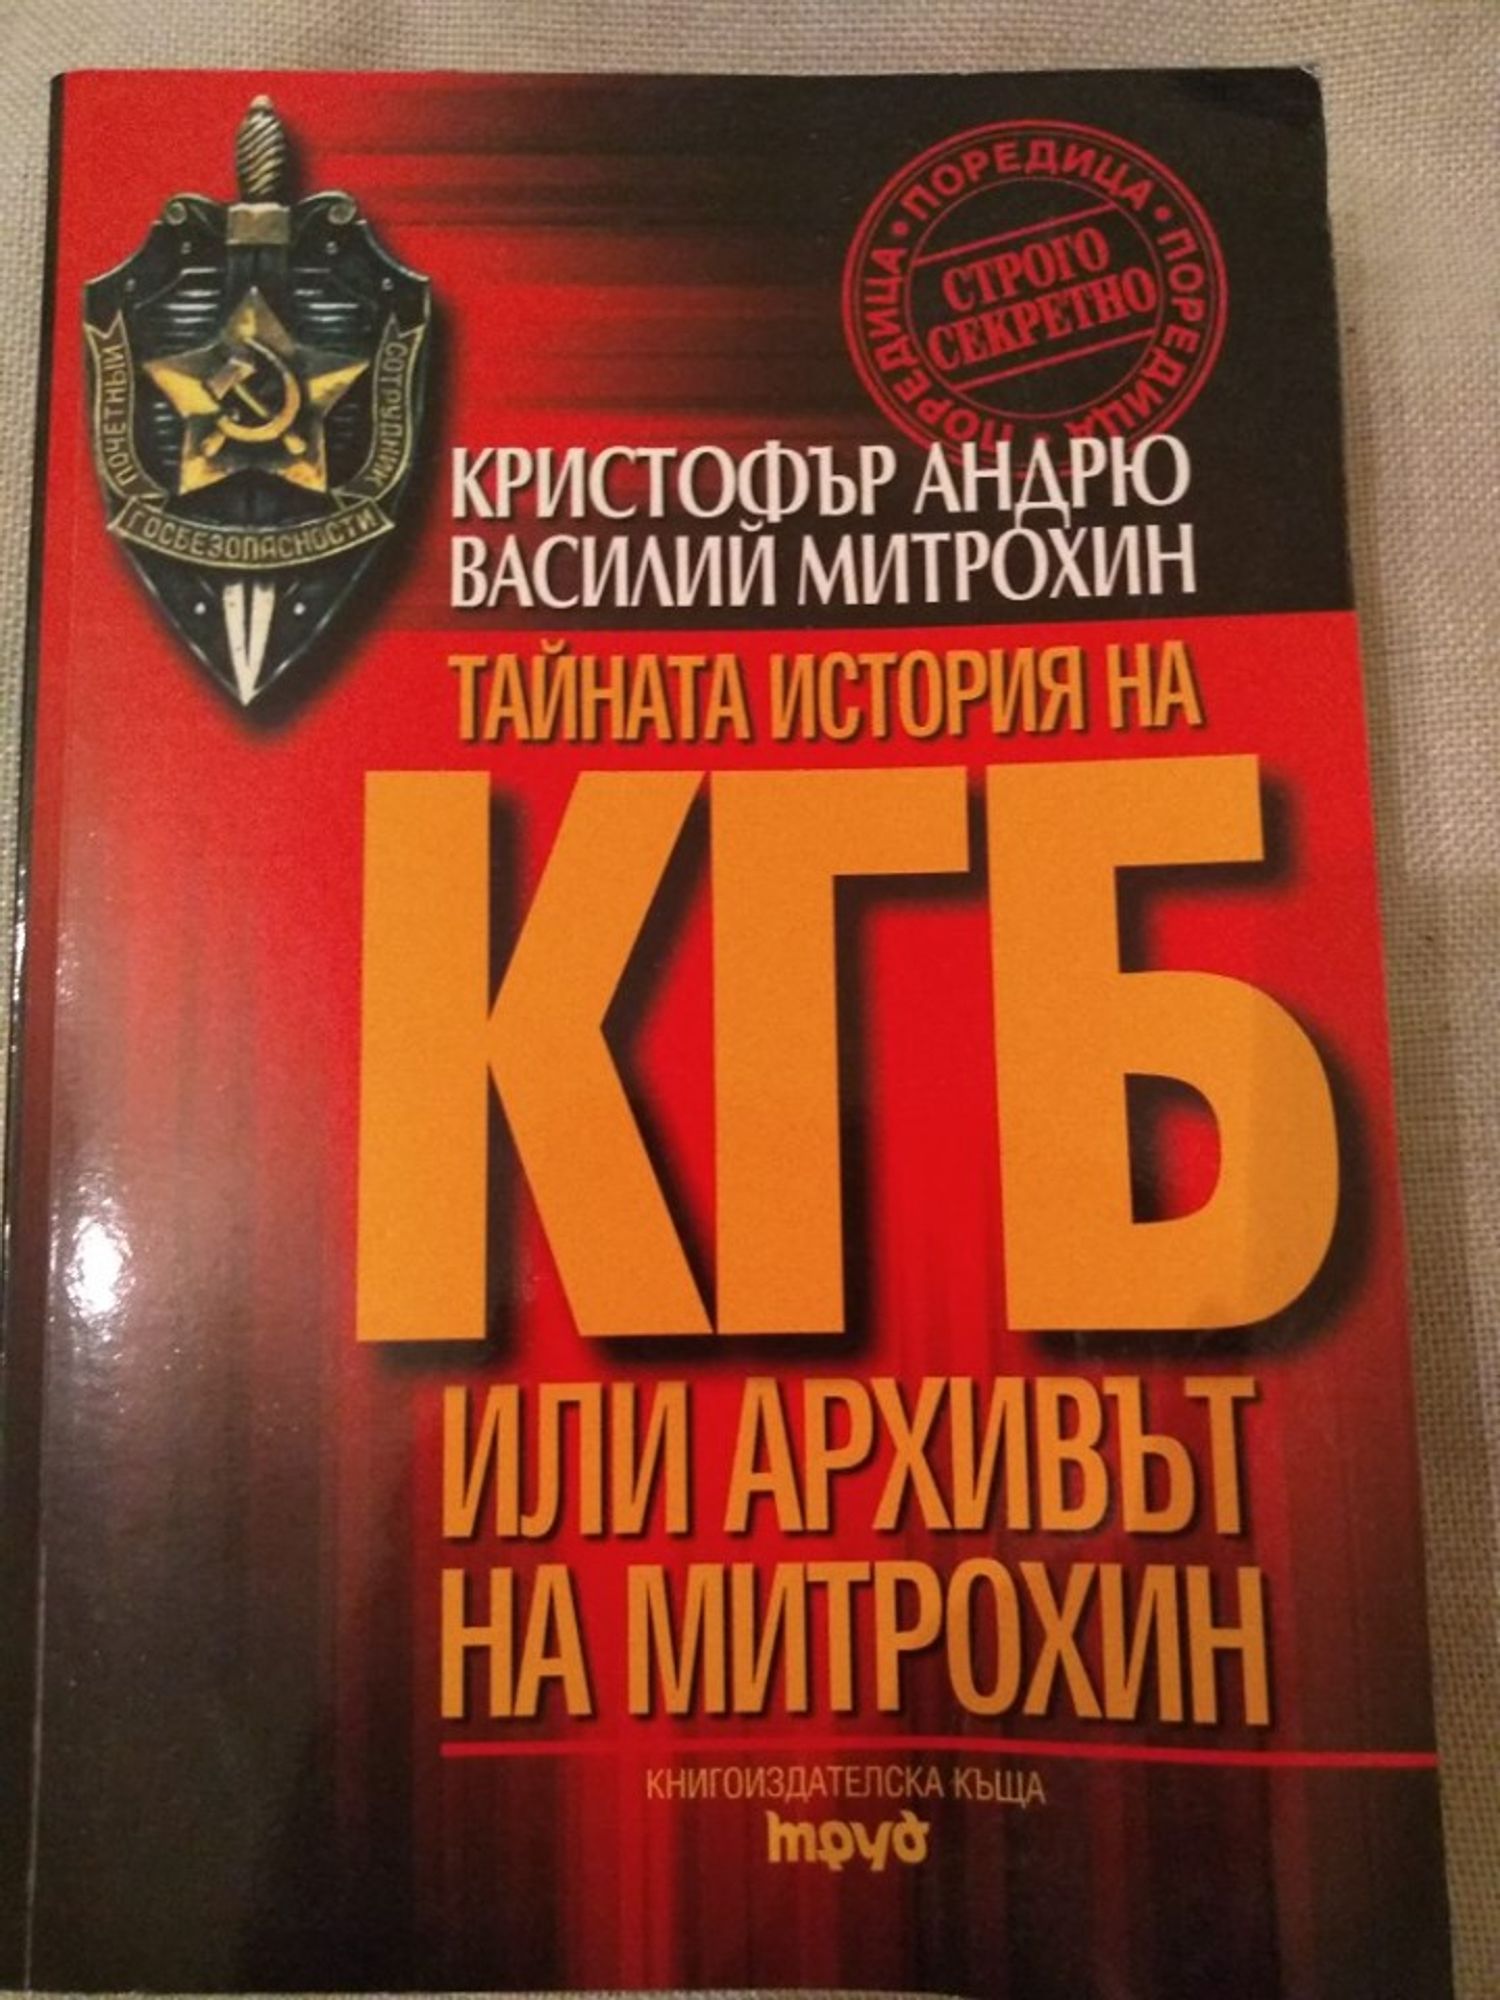 ПОРЕДИЦА • ПОРЕДИЦА • ПОРЕДИЦА
СТРОГО
СЕКРЕТНО
ПОЧЕТНЫЙ
СОТРУДНИК
ГОСБЕЗОПАСНОСТИ
КРИСТОФЪР АНДРЮ
ВАСИЛИЙ МИТРОХИН
ТАЙНАТА ИСТОРИЯ НА
КГБ
ИЛИ АРХИВЪТ
НА МИТРОХИН
КНИГОИЗДАТЕЛСКА КЪЩА
труд